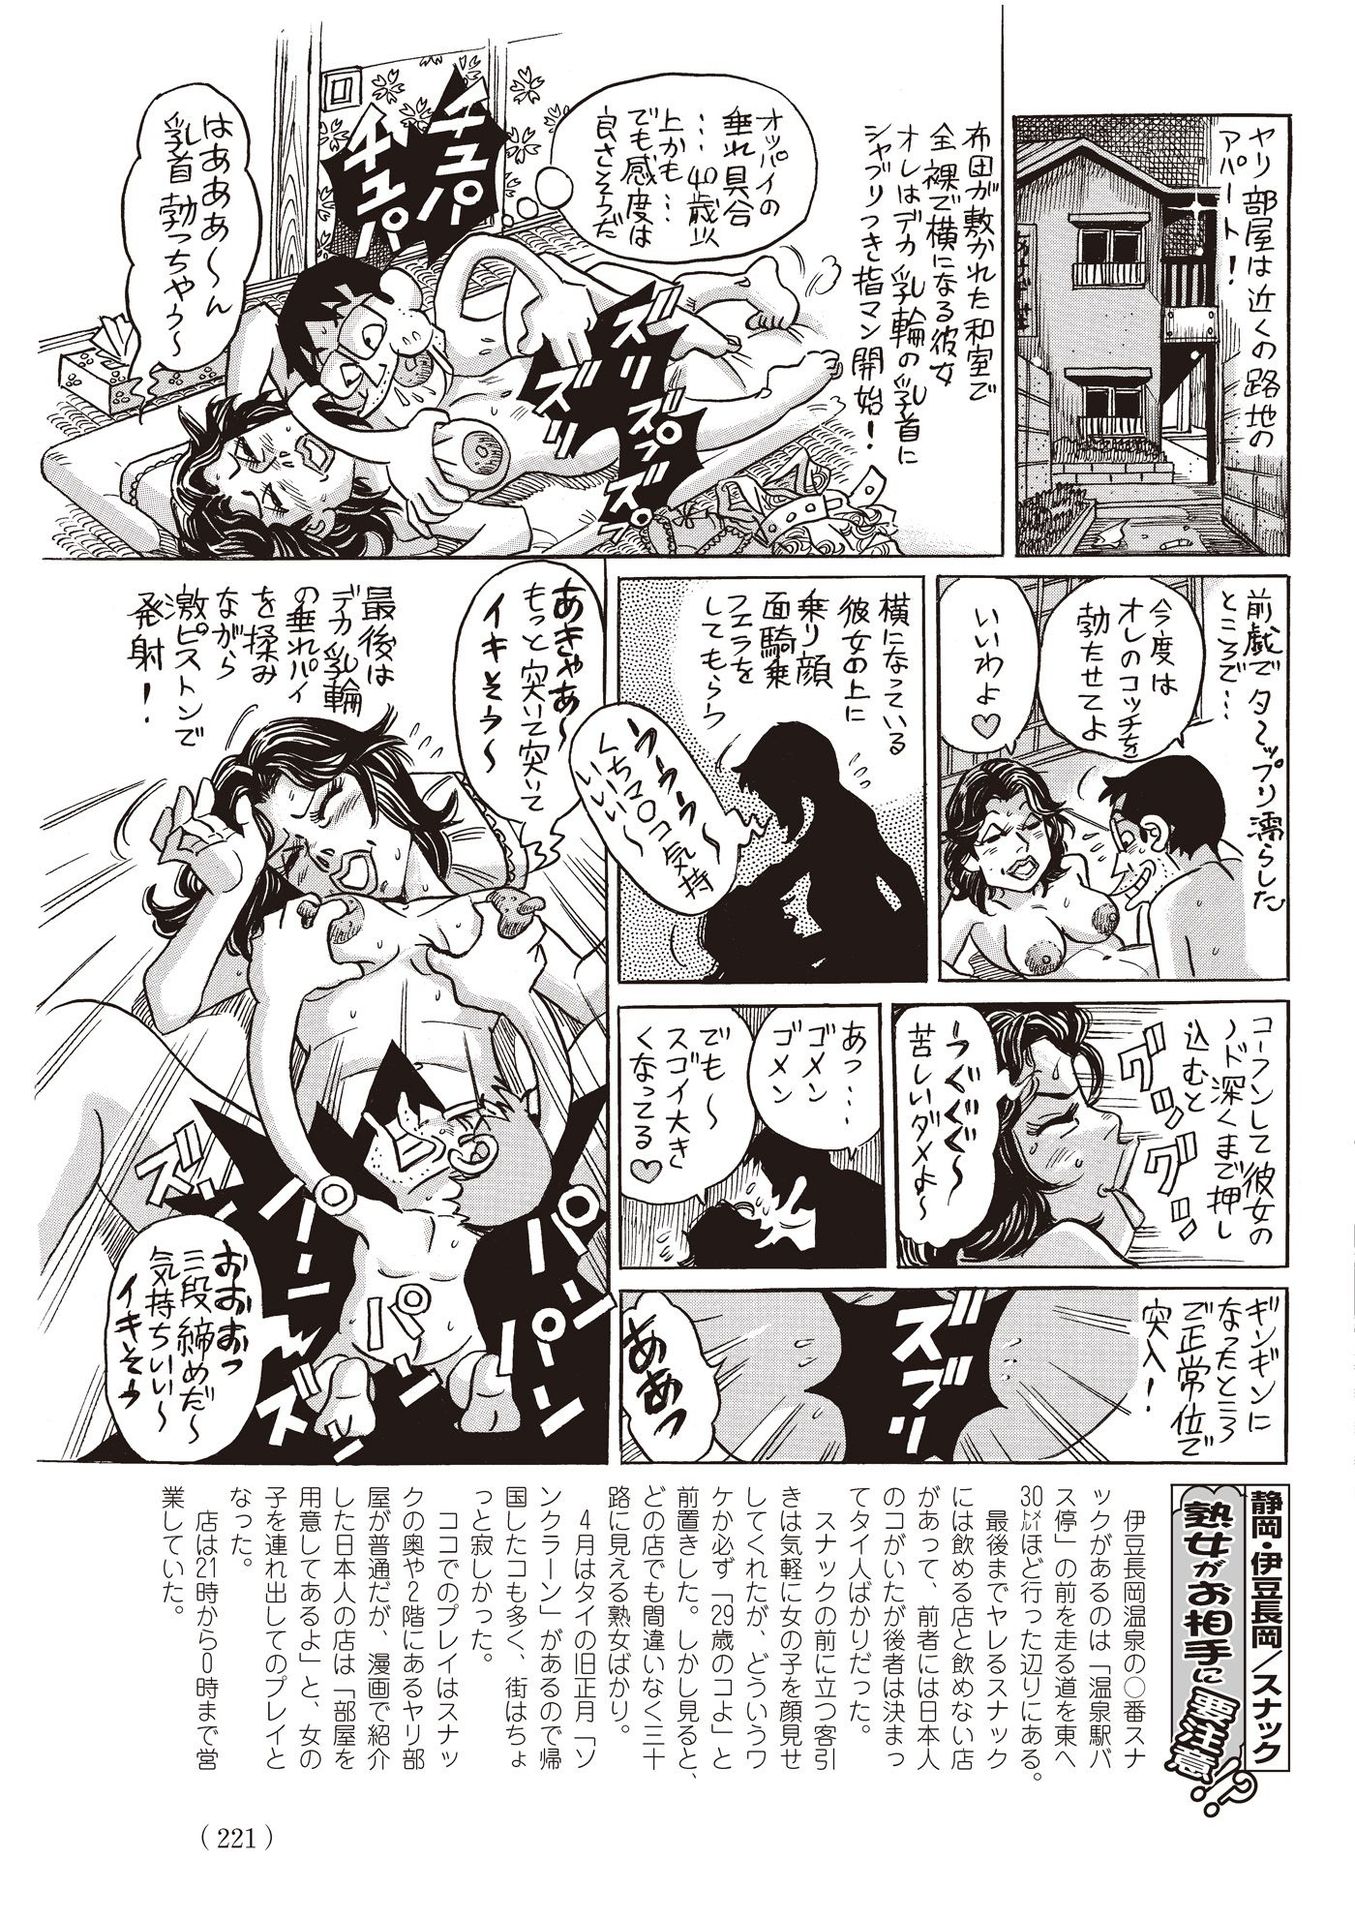 ヤリ部屋は近くの路地の
アパート!
布団が敷かれた和室で
全裸で横になる彼女
オレはデカ乳輪の乳首に
シャブリつき指マン開始!
オッパイの
垂れ具合
…40歳以
上かも…
でも感度は
良さそうだ
チュパ
チュパ
ズリ
ズズ
ズブ
ズプ
はあああ〜ん
乳首勃っちゃう〜
前戯でタ〜ップリ濡らした
ところで…
今度は
オレのコッチを
勃たせてよ
いいわよ♡
横になっている
彼女の上に
乗り顔
面騎乗
フェラを
してもらう
うーうーうー
くちマ〇コ気持
いいい〜
コーフンして彼女の
ノド深くまで押し
込むと
グッ
グッ
うぐぐぐ〜
苦しいダメよ〜
あっ…
ゴメン
ゴメン
でも〜
スゴイ大き
くなってる♡
ギンギンに
なったところ
で正常位で
突入!
ズブリ
ああっ
あきゃあ〜
もっと突いて突いて
イキそう〜
最後は
デカ乳輪
の垂れパイ
を揉み
ながら
激ピストンで
発射!
パンパン
パン
パンパン
ズン
おおおっ
三段締めだ〜
気持ちいい〜
イキそう
静岡・伊豆長岡/スナック
熟女がお相手に要注意!?
伊豆長岡温泉の○番スナ
ックがあるのは「温泉駅バ
ス停」の前を走る道を東へ
30㍍ほど行った辺りにある。
最後までヤレるスナック
には飲める店と飲めない店
があって、前者には日本人
のコがいたが後者は決まっ
てタイ人ばかりだった。
スナックの前に立つ客引
きは気軽に女の子を顔見せ
してくれたが、どういうワ
ケか必ず「29歳のコよ」と
前置きした。しかし見ると、
どの店でも間違いなく三十
路に見える熟女ばかり。
4月はタイの旧正月「ソ
ンクラーン」があるので帰
国したコも多く、街はちょ
っと寂しかった。
ココでのプレイはスナッ
クの奥や2階にあるヤリ部
屋が普通だが、漫画で紹介
した日本人の店は「部屋を
用意してあるよ」と、女の
子を連れ出してのプレイと
なった。
店は21時から0時まで営
業していた。
(221)